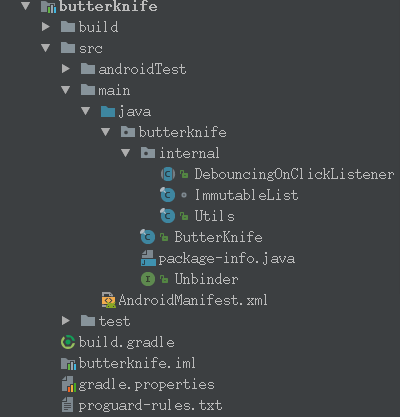 butterknife
build
src
androidTest
main
java
butterknife
internal
DebouncingOnClickListener
ImmutableList
Utils
ButterKnife
package-info.java
Unbinder
AndroidManifest.xml
test
build.gradle
butterknife.iml
gradle.properties
proguard-rules.txt